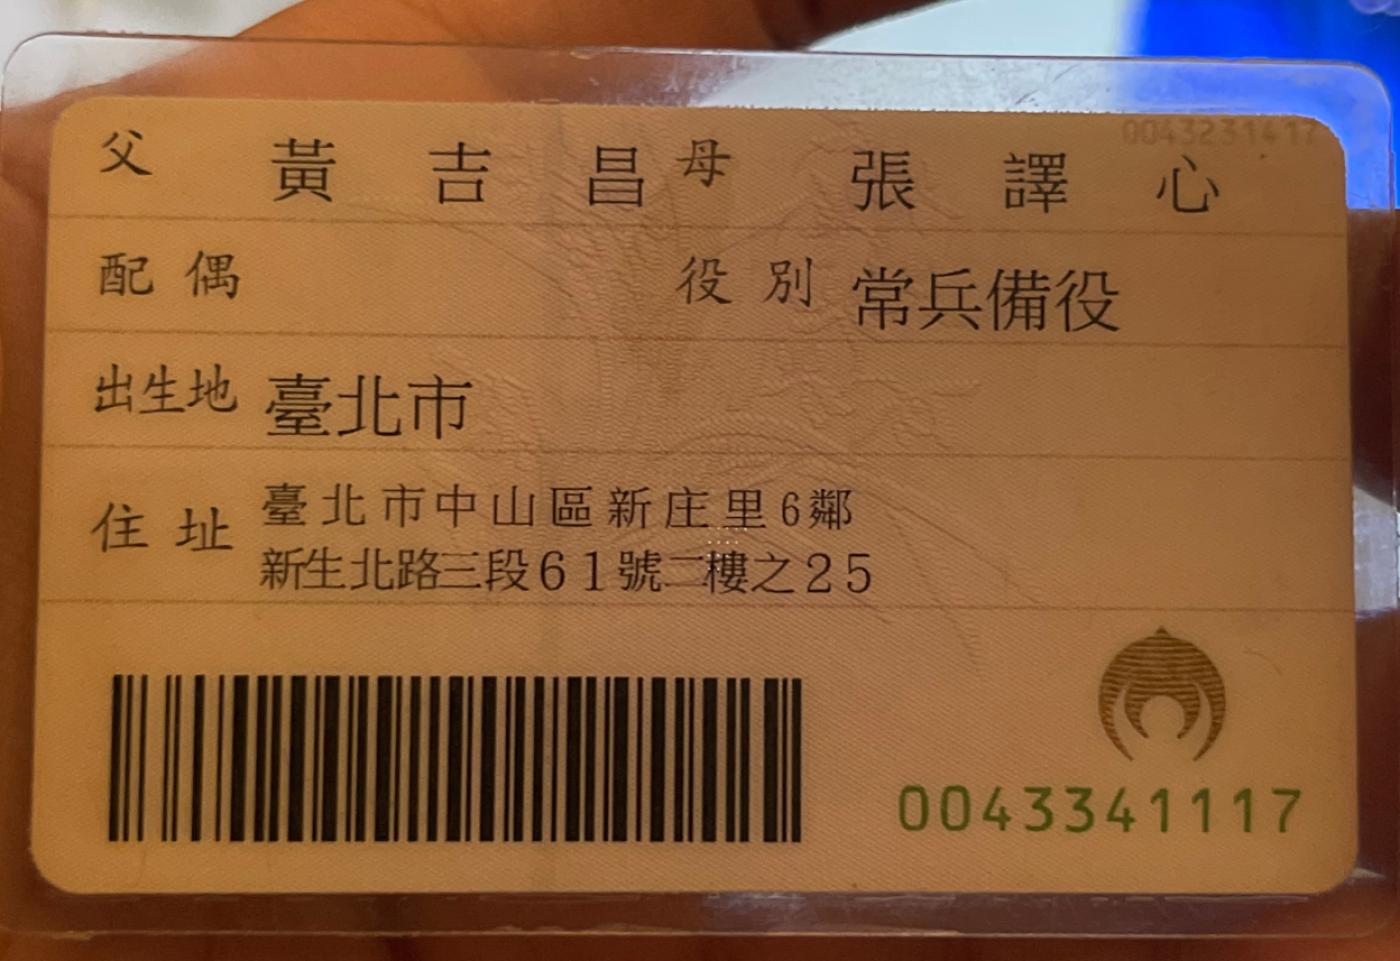 0043231417
父 黃吉昌 母 張譯心
配偶 役別 常兵備役
出生地 臺北市
住址 臺北市中山區新庄里6鄰
新生北路三段61號二樓之25
0043341117